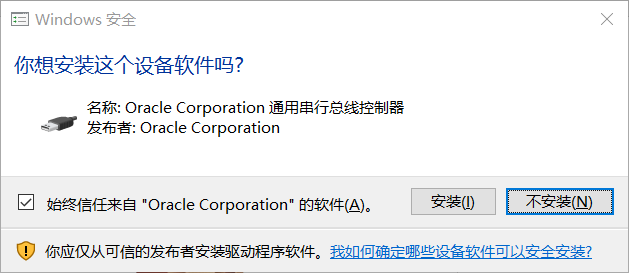 Windows 安全
你想安装这个设备软件吗?
名称: Oracle Corporation 通用串行总线控制器
发布者: Oracle Corporation
始终信任来自 "Oracle Corporation" 的软件(A)。
安装(I)
不安装(N)
你应仅从可信的发布者安装驱动程序软件。我如何确定哪些设备软件可以安全安装?